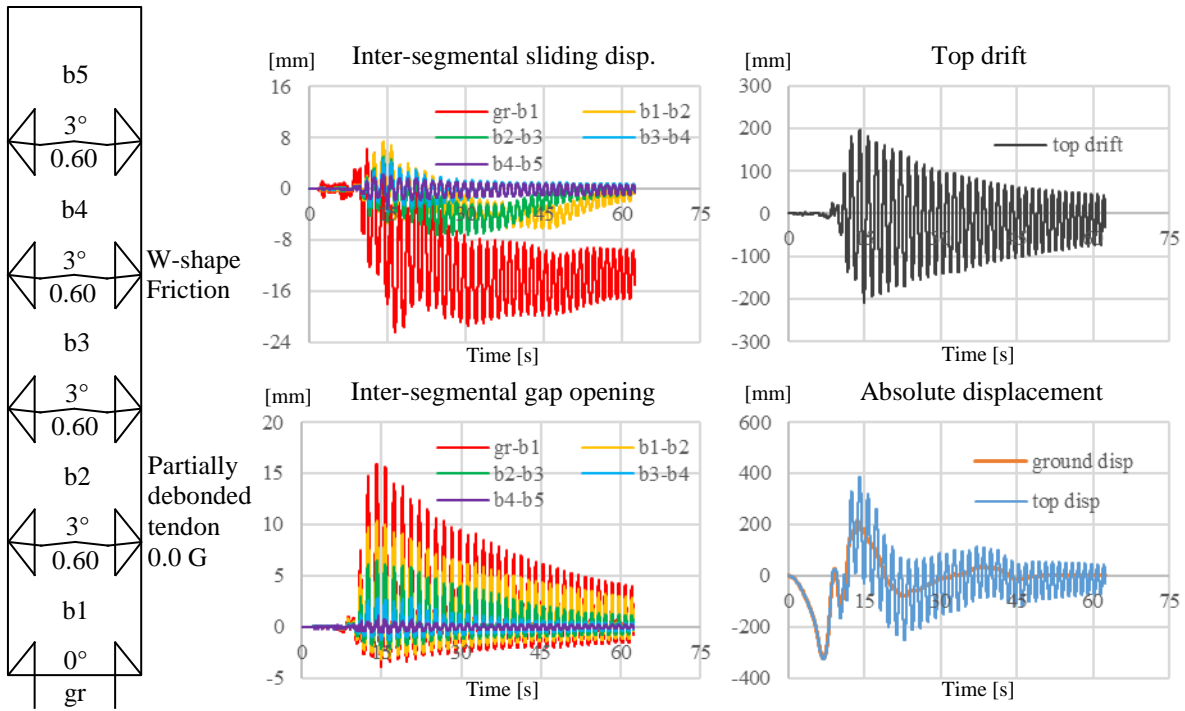 b5
3°
0.60
b4
3°
0.60
W-shape
Friction
b3
3°
0.60
b2
Partially
debonded
tendon
0.0 G
3°
0.60
b1
0°
gr
Inter-segmental sliding disp.
[mm]
16
8
0
-8
-16
-24
0 15 30 45 60 75
gr-b1 b1-b2
b2-b3 b3-b4
b4-b5
Time [s]
Top drift
[mm]
300
200
100
0
-100
-200
-300
0 15 30 45 60 75
top drift
Time [s]
Inter-segmental gap opening
[mm]
20
15
10
5
0
-5
0 15 30 45 60 75
gr-b1 b1-b2
b2-b3 b3-b4
b4-b5
Time [s]
Absolute displacement
[mm]
600
400
200
0
-200
-400
0 15 30 45 60 75
ground disp
top disp
Time [s]